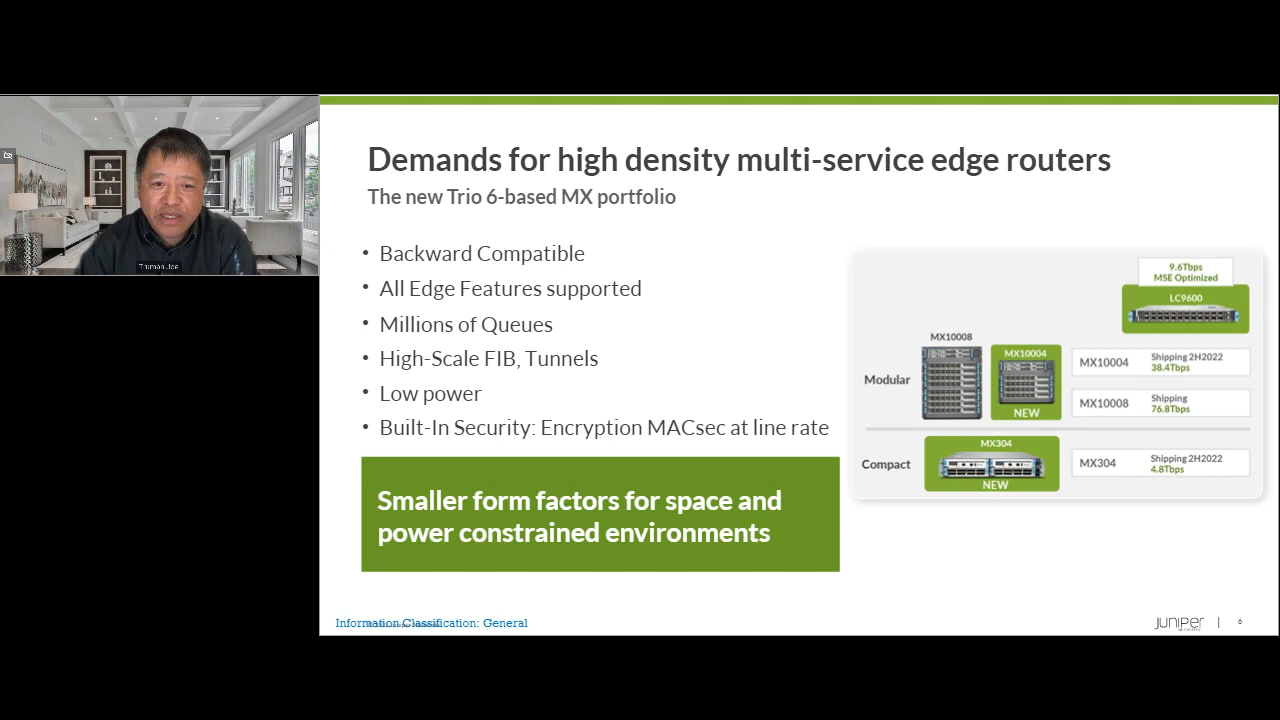 Truman Joe
Demands for high density multi-service edge routers
The new Trio 6-based MX portfolio
• Backward Compatible
• All Edge Features supported
• Millions of Queues
• High-Scale FIB, Tunnels
• Low power
• Built-In Security: Encryption MACsec at line rate
Smaller form factors for space and
power constrained environments
9.6Tbps
MSE Optimized
LC9600
MX10008
MX10004
NEW
Modular
MX10004
Shipping 2H2022
38.4Tbps
MX10008
Shipping
76.8Tbps
MX304
NEW
Compact
MX304
Shipping 2H2022
4.8Tbps
Information Classification: General
JUNIPER
NETWORKS
| 6